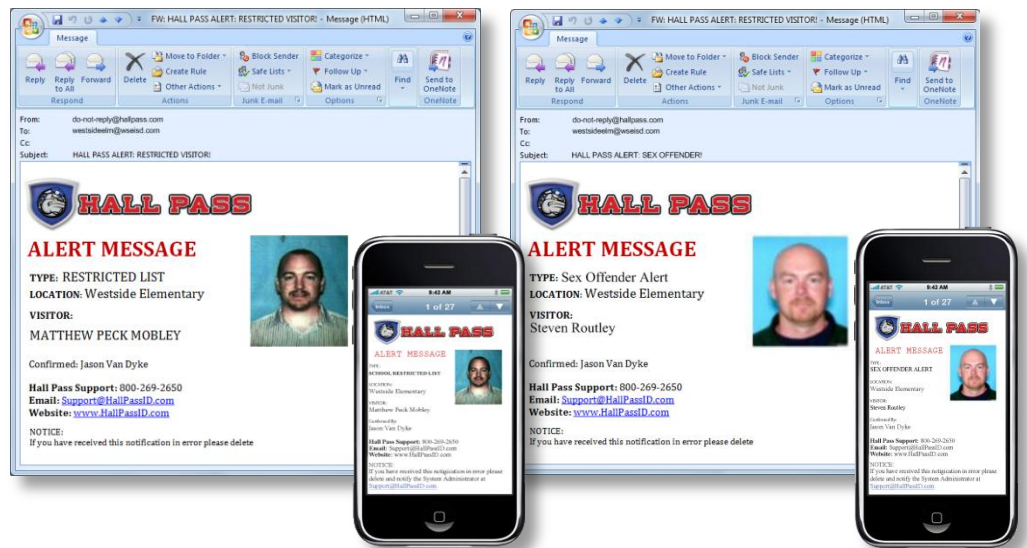 FW: HALL PASS ALERT: RESTRICTED VISITOR! - Message (HTML)
Message
Reply
Reply to All
Forward
Delete
Move to Folder
Create Rule
Other Actions
Block Sender
Safe Lists
Not Junk
Categorize
Follow Up
Mark as Unread
Find
Send to OneNote
Respond
Actions
Junk E-mail
Options
OneNote
From: do-not-reply@hallpass.com
To: westsideelm@wseisd.com
Cc:
Subject: HALL PASS ALERT: RESTRICTED VISITOR!
HALL PASS
ALERT MESSAGE
TYPE: RESTRICTED LIST
LOCATION: Westside Elementary
VISITOR:
MATTHEW PECK MOBLEY
Confirmed: Jason Van Dyke
Hall Pass Support: 800-269-2650
Email: Support@HallPassID.com
Website: www.HallPassID.com
NOTICE:
If you have received this notification in error please delete
AT&T 9:42 AM
Inbox 1 of 27
HALL PASS
ALERT MESSAGE
TYPE:
SCHOOL RESTRICTED LIST
LOCATION:
Westside Elementary
VISITOR:
Matthew Peck Mobley
Confirmed By
Jason Van Dyke
Hall Pass Support: 800-269-2650
Email: Support@HallPassID.com
Website: www.HallPassID.com
NOTICE:
If you have received this notigication in error please
delete and notify the System Administrator at
Support@HallPassID.com
FW: HALL PASS ALERT: RESTRICTED VISITOR! - Message (HTML)
Message
Reply
Reply to All
Forward
Delete
Move to Folder
Create Rule
Other Actions
Block Sender
Safe Lists
Not Junk
Categorize
Follow Up
Mark as Unread
Find
Send to OneNote
Respond
Actions
Junk E-mail
Options
OneNote
From: do-not-reply@hallpass.com
To: westsideelm@wseisd.com
Cc:
Subject: HALL PASS ALERT: SEX OFFENDER!
HALL PASS
ALERT MESSAGE
TYPE: Sex Offender Alert
LOCATION: Westside Elementary
VISITOR:
Steven Routley
Confirmed: Jason Van Dyke
Hall Pass Support: 800-269-2650
Email: Support@HallPassID.com
Website: www.HallPassID.com
NOTICE:
If you have received this notification in error please delete
AT&T 9:42 AM
Inbox 1 of 27
HALL PASS
ALERT MESSAGE
TYPE:
SEX OFFENDER ALERT
LOCATION:
Westside Elementary
VISITOR:
Steven Routley
Confirmed By
Jason Van Dyke
Hall Pass Support: 800-269-2650
Email: Support@HallPassID.com
Website: www.HallPassID.com
NOTICE:
If you have received this notigication in error please
delete and notify the System Administrator at
Support@HallPassID.com